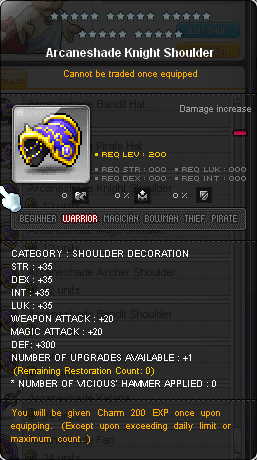 Arcaneshade Knight Shoulder
Cannot be traded once equipped
Damage increase
REQ LEV : 200
REQ STR : 000 REQ LUK : 000
REQ DEX : 000 REQ INT : 000
0 0 % 0 %
BEGINNER WARRIOR MAGICIAN BOWMAN THIEF PIRATE
CATEGORY : SHOULDER DECORATION
STR : +35
DEX : +35
INT : +35
LUK : +35
WEAPON ATTACK : +20
MAGIC ATTACK : +20
DEF: +300
NUMBER OF UPGRADES AVAILABLE : +1
(Remaining Restoration Count: 0)
* NUMBER OF VICIOUS' HAMMER APPLIED : 0
You will be given Charm 200 EXP once upon
equipping. (Except upon exceeding daily limit or
maximum count..)